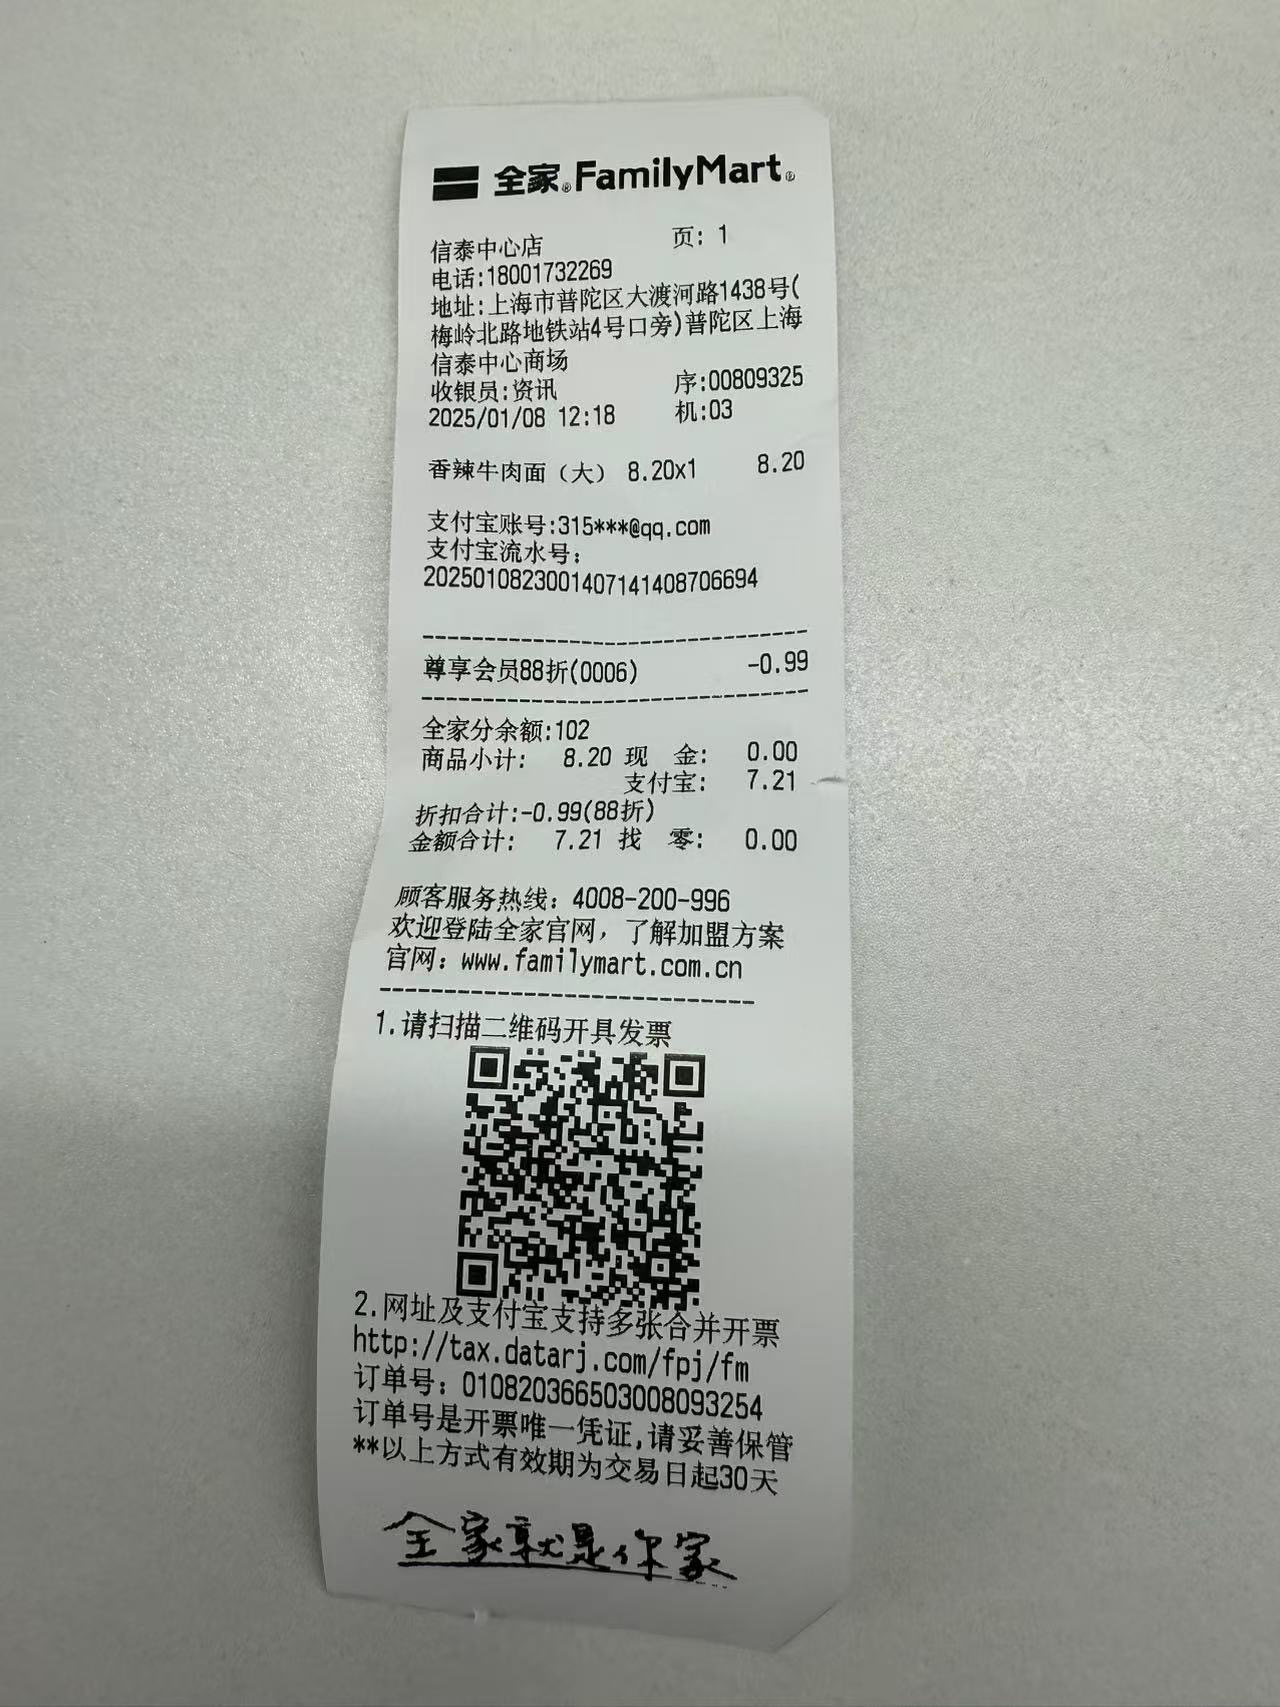 全家®FamilyMart®
信泰中心店 页: 1
电话:18001732269
地址:上海市普陀区大渡河路1438号(
梅岭北路地铁站4号口旁)普陀区上海
信泰中心商场
收银员:资讯 序:00809325
2025/01/08 12:18 机:03
香辣牛肉面（大） 8.20x1 8.20
支付宝账号:315***@qq.com
支付宝流水号:
2025010823001407141408706694
尊享会员88折(0006) -0.99
全家分余额:102
商品小计: 8.20 现 金: 0.00
支付宝: 7.21
折扣合计:-0.99(88折)
金额合计: 7.21 找 零: 0.00
顾客服务热线: 4008-200-996
欢迎登陆全家官网，了解加盟方案
官网: www.familymart.com.cn
1.请扫描二维码开具发票
2.网址及支付宝支持多张合并开票
http://tax.datarj.com/fpj/fm
订单号: 010820366503008093254
订单号是开票唯一凭证,请妥善保管
**以上方式有效期为交易日起30天
全家就是你家